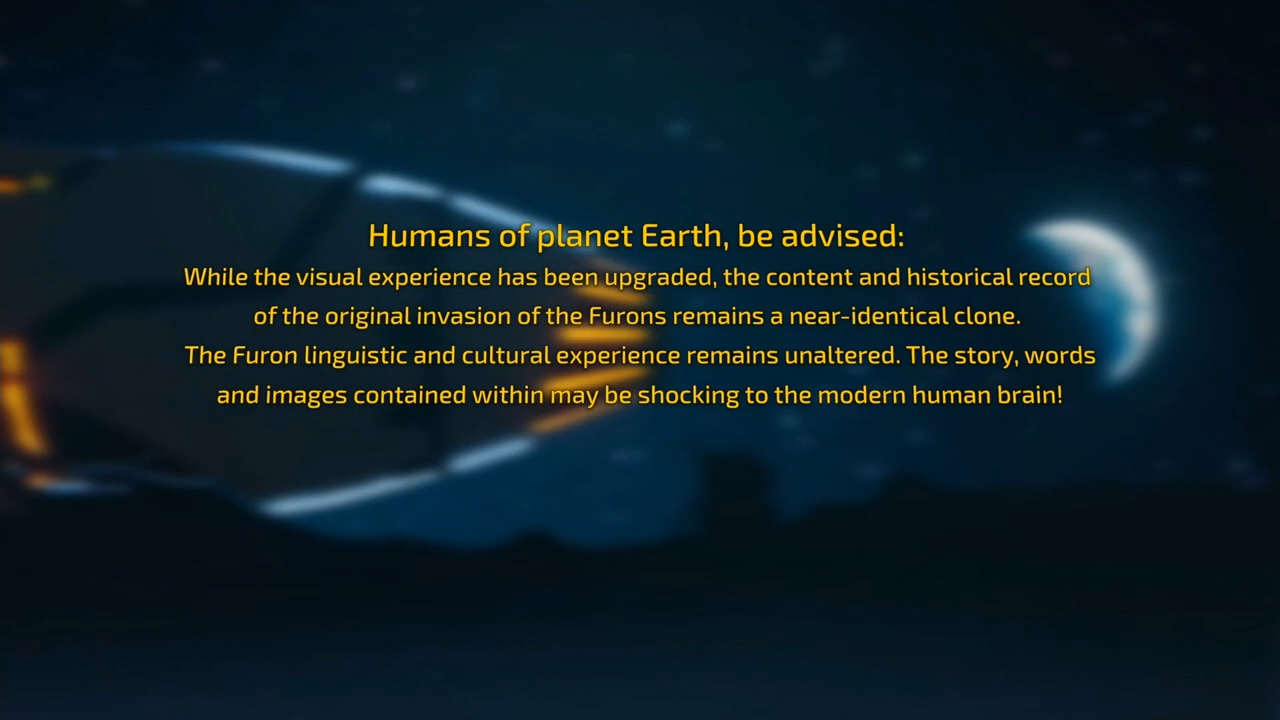 Humans of planet Earth, be advised:
While the visual experience has been upgraded, the content and historical record
of the original invasion of the Furons remains a near-identical clone.
The Furon linguistic and cultural experience remains unaltered. The story, words
and images contained within may be shocking to the modern human brain!